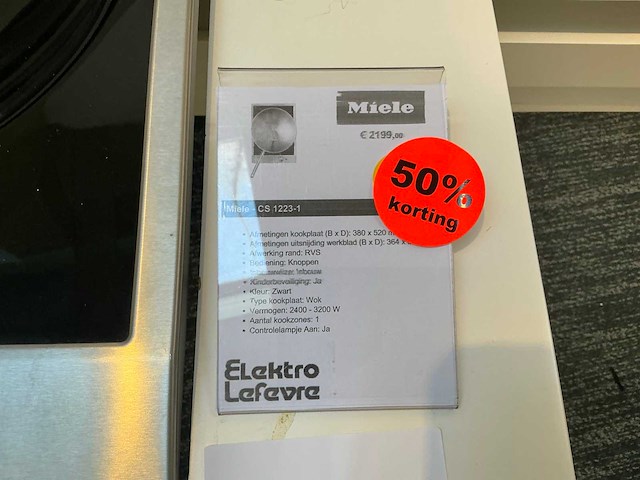 Miele
€ 2199,00
50%
korting
Miele - CS 1223-1
• Afmetingen kookplaat (B x D): 380 x 520 m
• Afmetingen uitsnijding werkblad (B x D): 364 x
• Afwerking rand: RVS
• Bediening: Knoppen
• Inbouw
• Kinderbeveiliging: Ja
• Kleur: Zwart
• Type kookplaat: Wok
• Vermogen: 2400 - 3200 W
• Aantal kookzones: 1
• Controlelampje Aan: Ja
Elektro
Lefevre